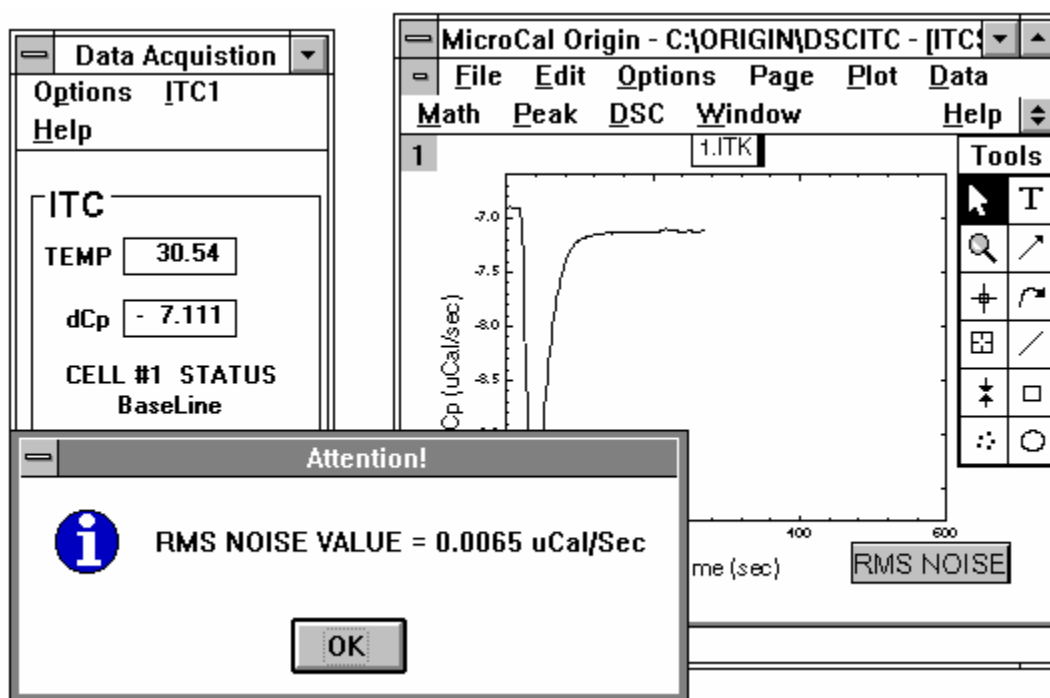 Data Acquistion
Options ITC1
Help
ITC
TEMP 30.54
dCp - 7.111
CELL #1 STATUS
BaseLine
MicroCal Origin - C:\ORIGIN\DSCITC - [ITC
File Edit Options Page Plot Data
Math Peak DSC Window Help
1
1.ITK
Tools
T
-7.0
-7.5
-8.0
-8.5
Cp (uCal/sec)
400
600
me (sec)
RMS NOISE
Attention!
RMS NOISE VALUE = 0.0065 uCal/Sec
OK